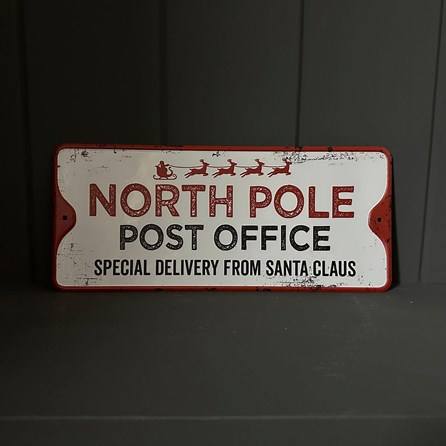 NORTH POLE
POST OFFICE
SPECIAL DELIVERY FROM SANTA CLAUS